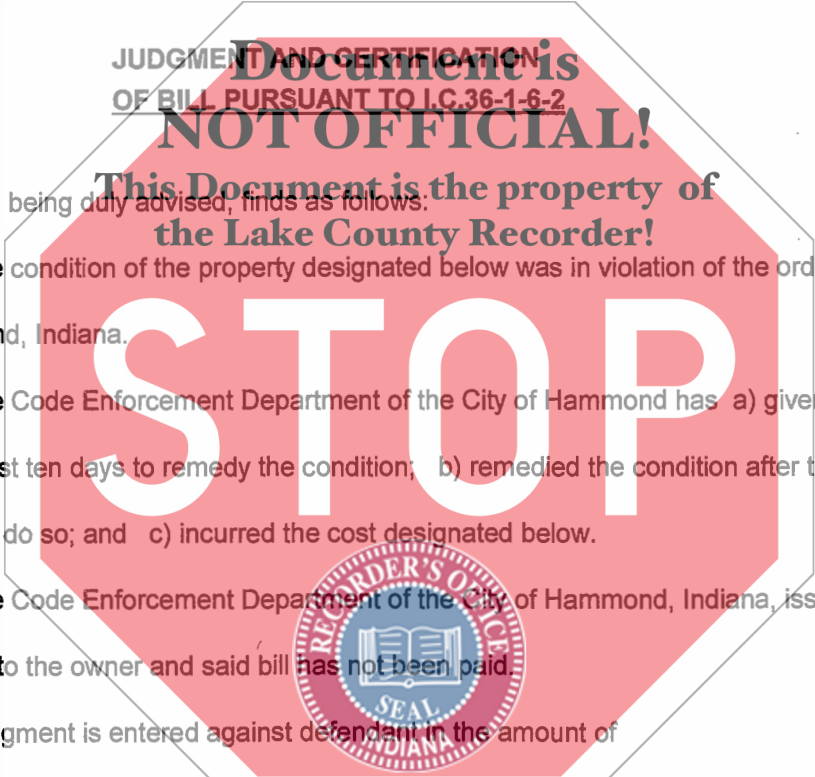 JUDGMENT AND CERTIFICATION
OF BILL PURSUANT TO I.C.36-1-6-2
Document is
NOT OFFICIAL!
This Document is the property of
the Lake County Recorder!
being duly advised, finds as follows:
condition of the property designated below was in violation of the ord
d, Indiana.
STOP
Code Enforcement Department of the City of Hammond has a) give
st ten days to remedy the condition; b) remedied the condition after t
do so; and c) incurred the cost designated below.
Code Enforcement Department of the City of Hammond, Indiana, iss
to the owner and said bill has not been paid.
gment is entered against defendant in the amount of
RECORDER'S OFFICE
SEAL
INDIANA